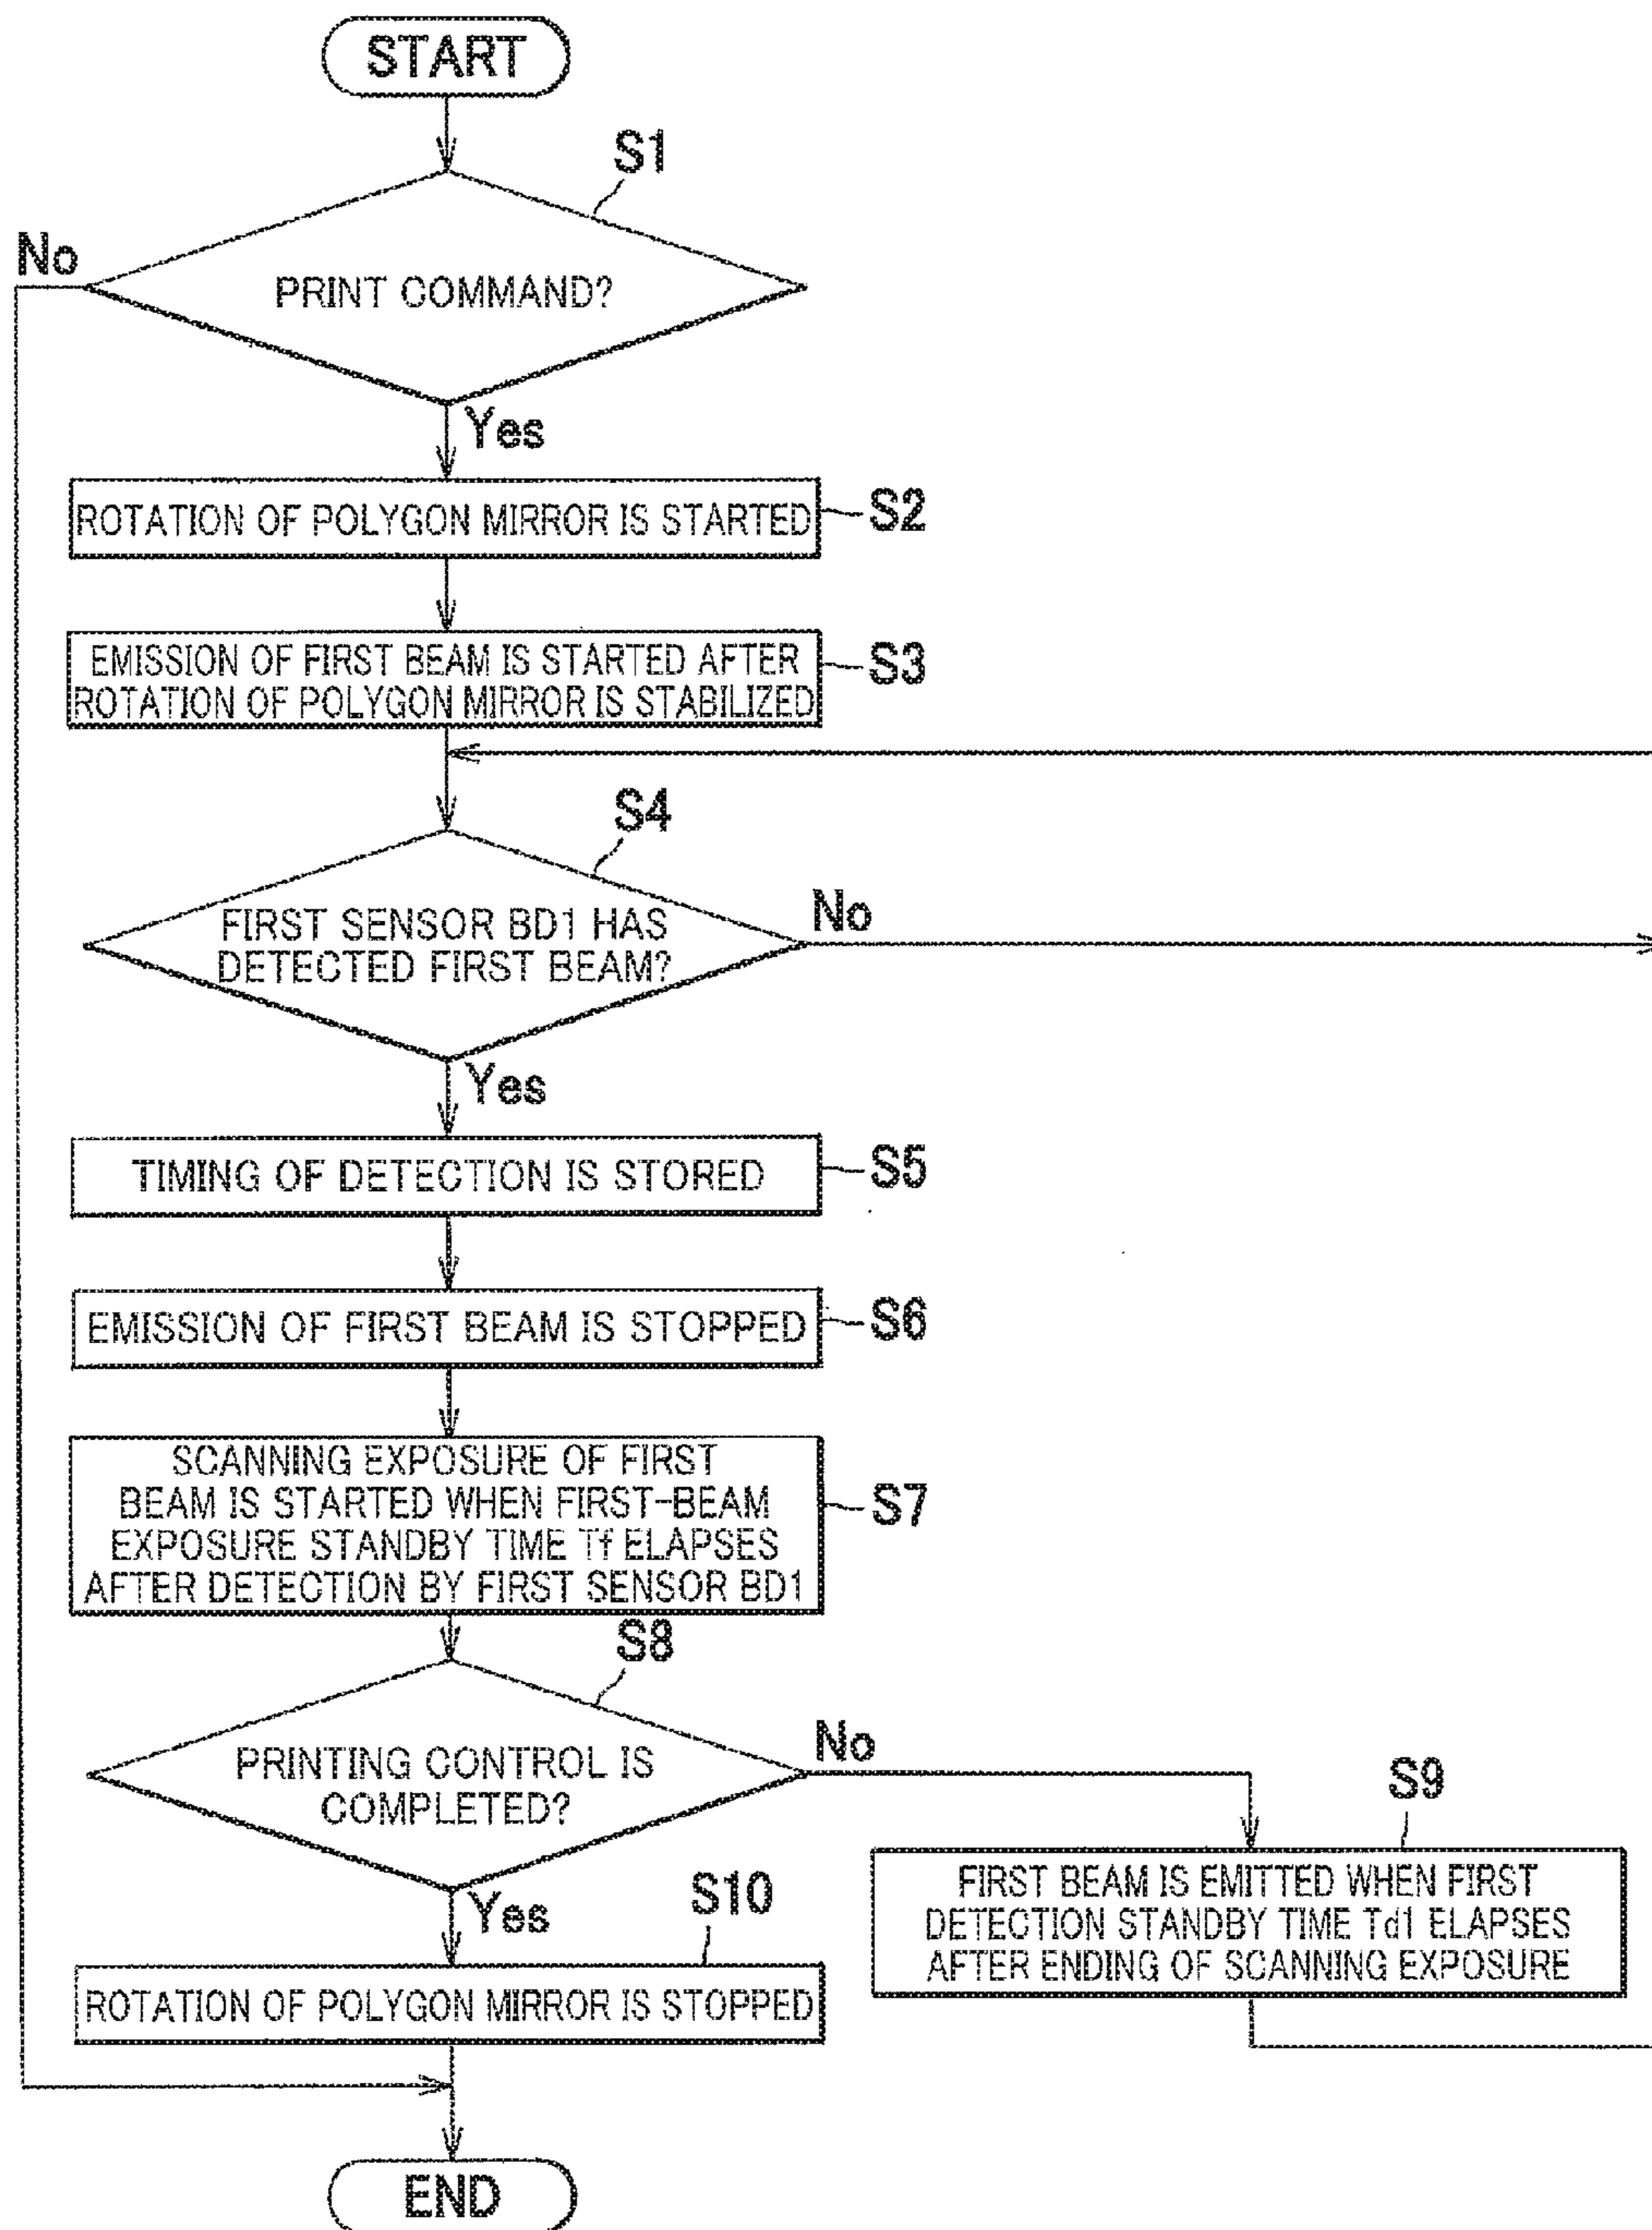 START
S1
No
PRINT COMMAND?
Yes
ROTATION OF POLYGON MIRROR IS STARTED
S2
EMISSION OF FIRST BEAM IS STARTED AFTER
ROTATION OF POLYGON MIRROR IS STABILIZED
S3
S4
FIRST SENSOR BD1 HAS
DETECTED FIRST BEAM?
No
Yes
TIMING OF DETECTION IS STORED
S5
EMISSION OF FIRST BEAM IS STOPPED
S6
SCANNING EXPOSURE OF FIRST
BEAM IS STARTED WHEN FIRST-BEAM
EXPOSURE STANDBY TIME Tf ELAPSES
AFTER DETECTION BY FIRST SENSOR BD1
S7
S8
PRINTING CONTROL IS
COMPLETED?
No
S9
FIRST BEAM IS EMITTED WHEN FIRST
DETECTION STANDBY TIME Td1 ELAPSES
AFTER ENDING OF SCANNING EXPOSURE
Yes
S10
ROTATION OF POLYGON MIRROR IS STOPPED
END